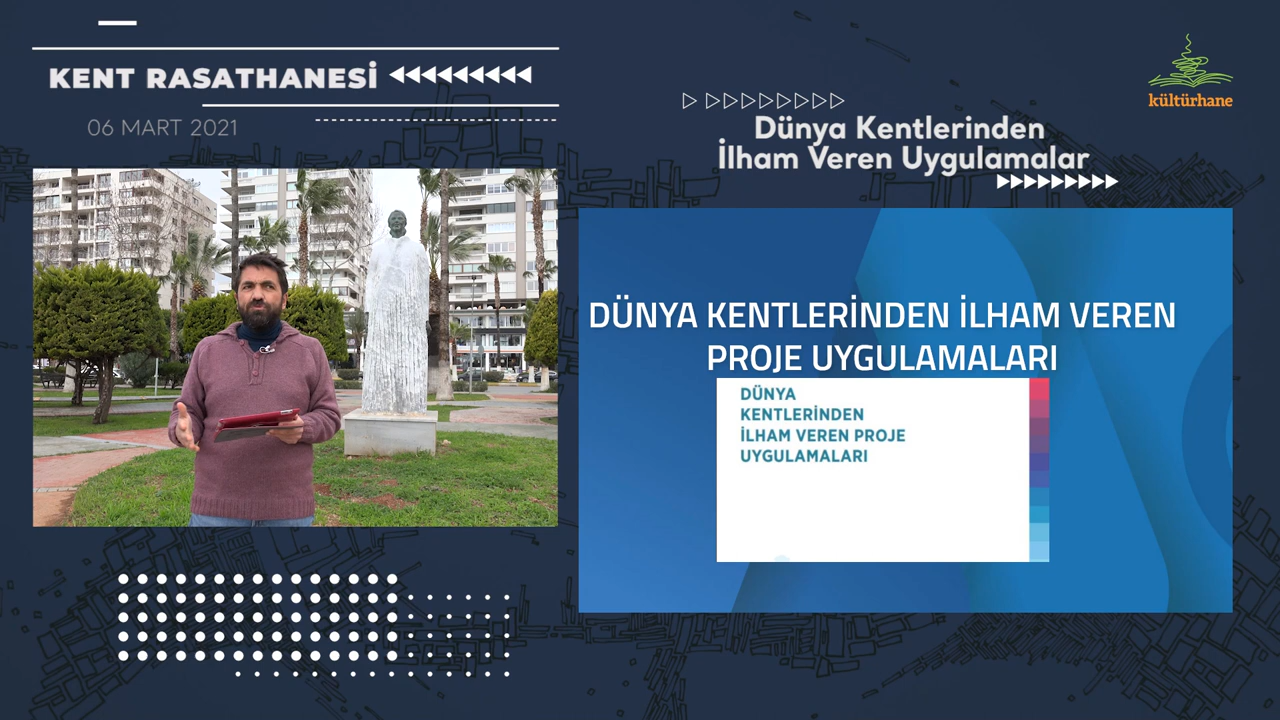 KENT RASATHANESİ
06 MART 2021
kültürhane
Dünya Kentlerinden
İlham Veren Uygulamalar
DÜNYA KENTLERİNDEN İLHAM VEREN
PROJE UYGULAMALARI
DÜNYA
KENTLERİNDEN
İLHAM VEREN PROJE
UYGULAMALARI